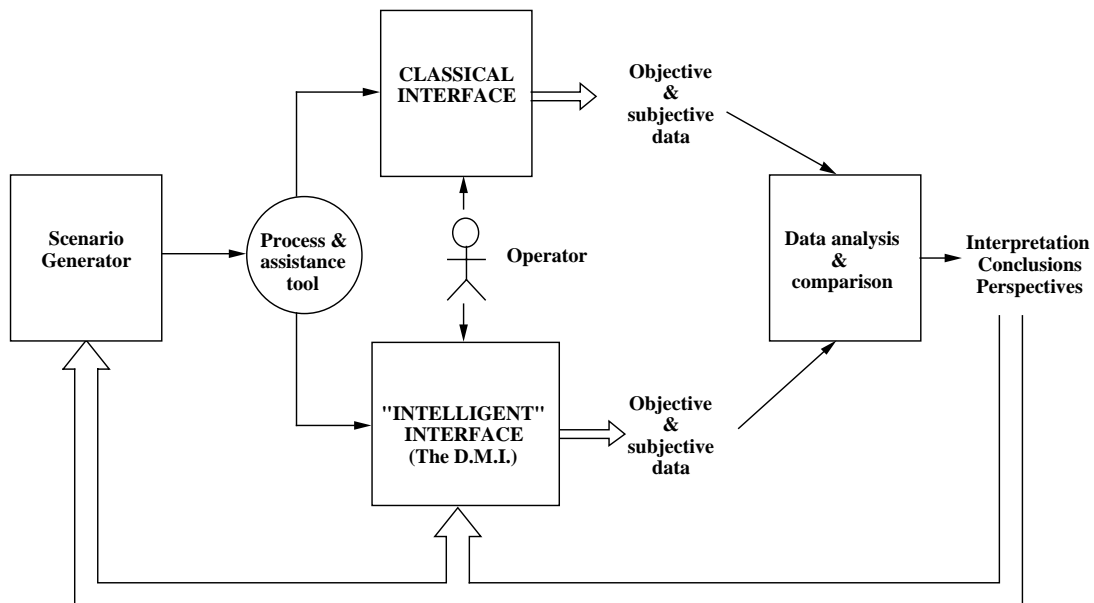 CLASSICAL
INTERFACE
Objective
&
subjective
data
Scenario
Generator
Process &
assistance
tool
Operator
Data analysis
&
comparison
Interpretation
Conclusions
Perspectives
"INTELLIGENT"
INTERFACE
(The D.M.I.)
Objective
&
subjective
data